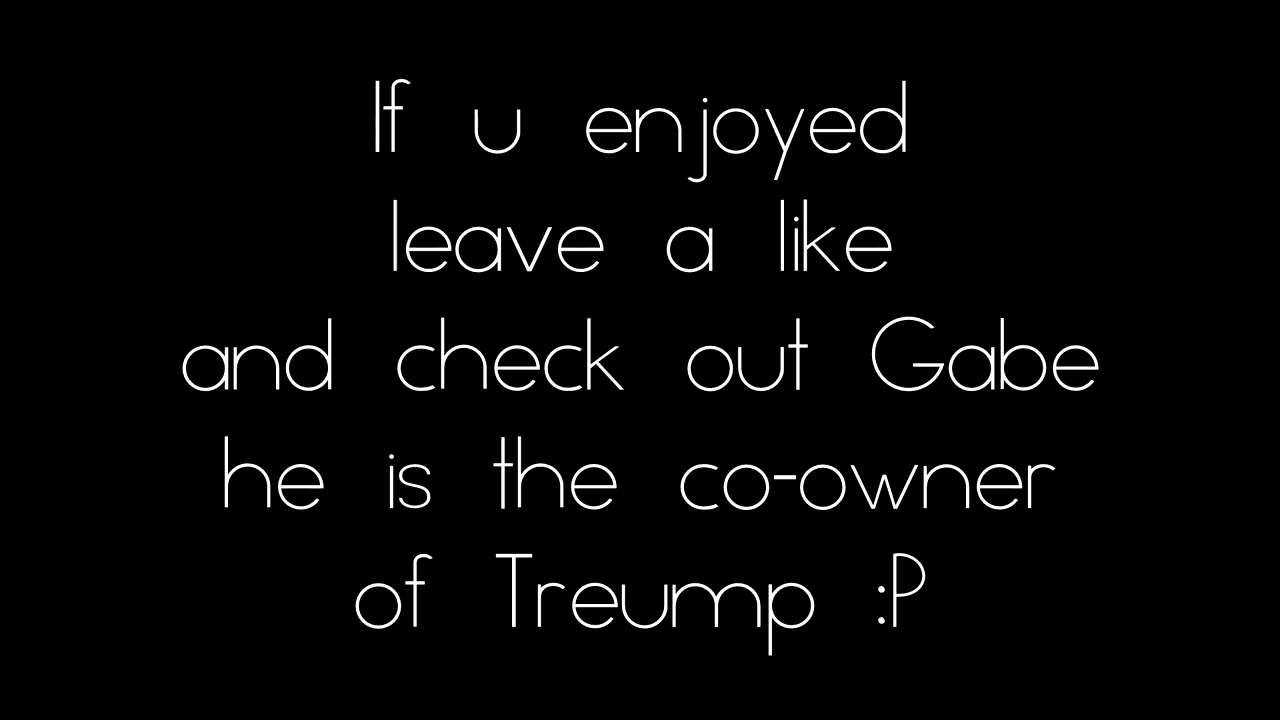 If u enjoyed
leave a like
and check out Gabe
he is the co-owner
of Treump :P